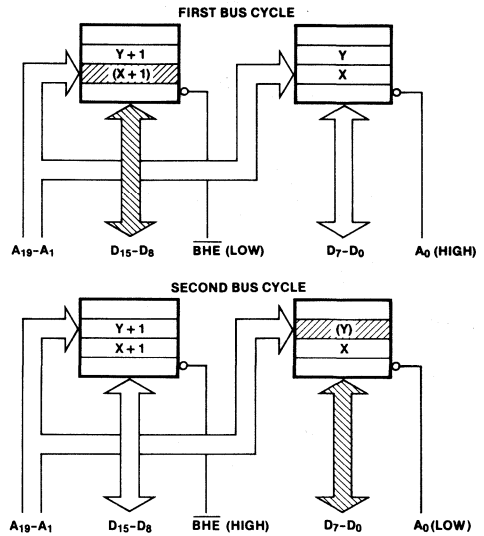 FIRST BUS CYCLE
Y + 1
(X + 1)
Y
X
A19-A1
D15-D8
BHE (LOW)
D7-D0
A0 (HIGH)
SECOND BUS CYCLE
Y + 1
X + 1
(Y)
X
A19-A1
D15-D8
BHE (HIGH)
D7-D0
A0 (LOW)